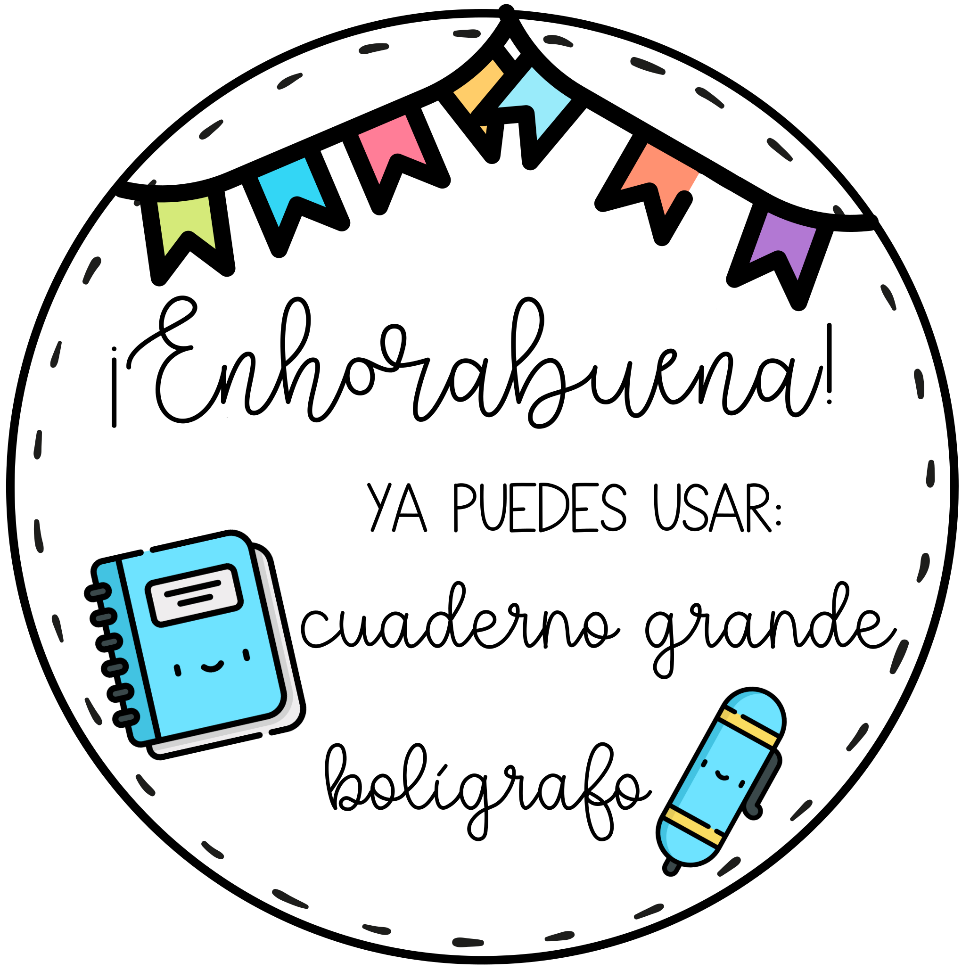 ¡Enhorabuena!
YA PUEDES USAR:
cuaderno grande
bolígrafo